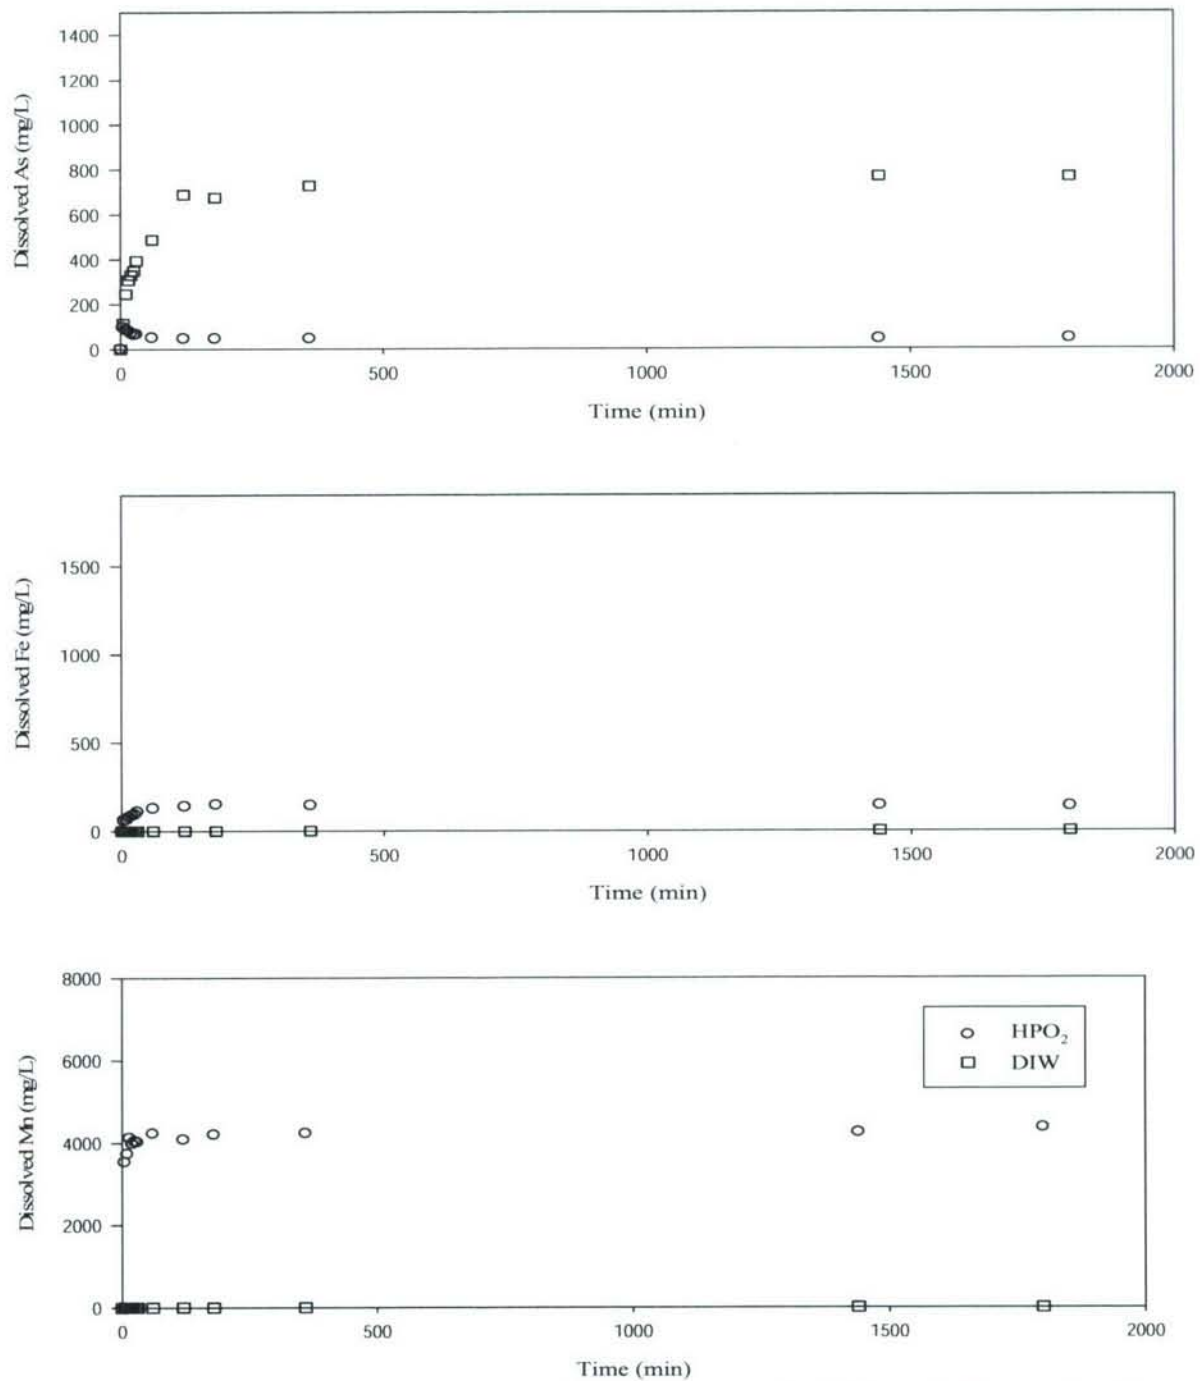 1400
1200
1000
800
600
400
200
0
Dissolved As (mg/L)
0 500 1000 1500 2000
Time (min)
1500
1000
500
0
Dissolved Fe (mg/L)
0 500 1000 1500 2000
Time (min)
8000
6000
4000
2000
0
Dissolved Mn (mg/L)
HPO₂
DIW
0 500 1000 1500 2000
Time (min)